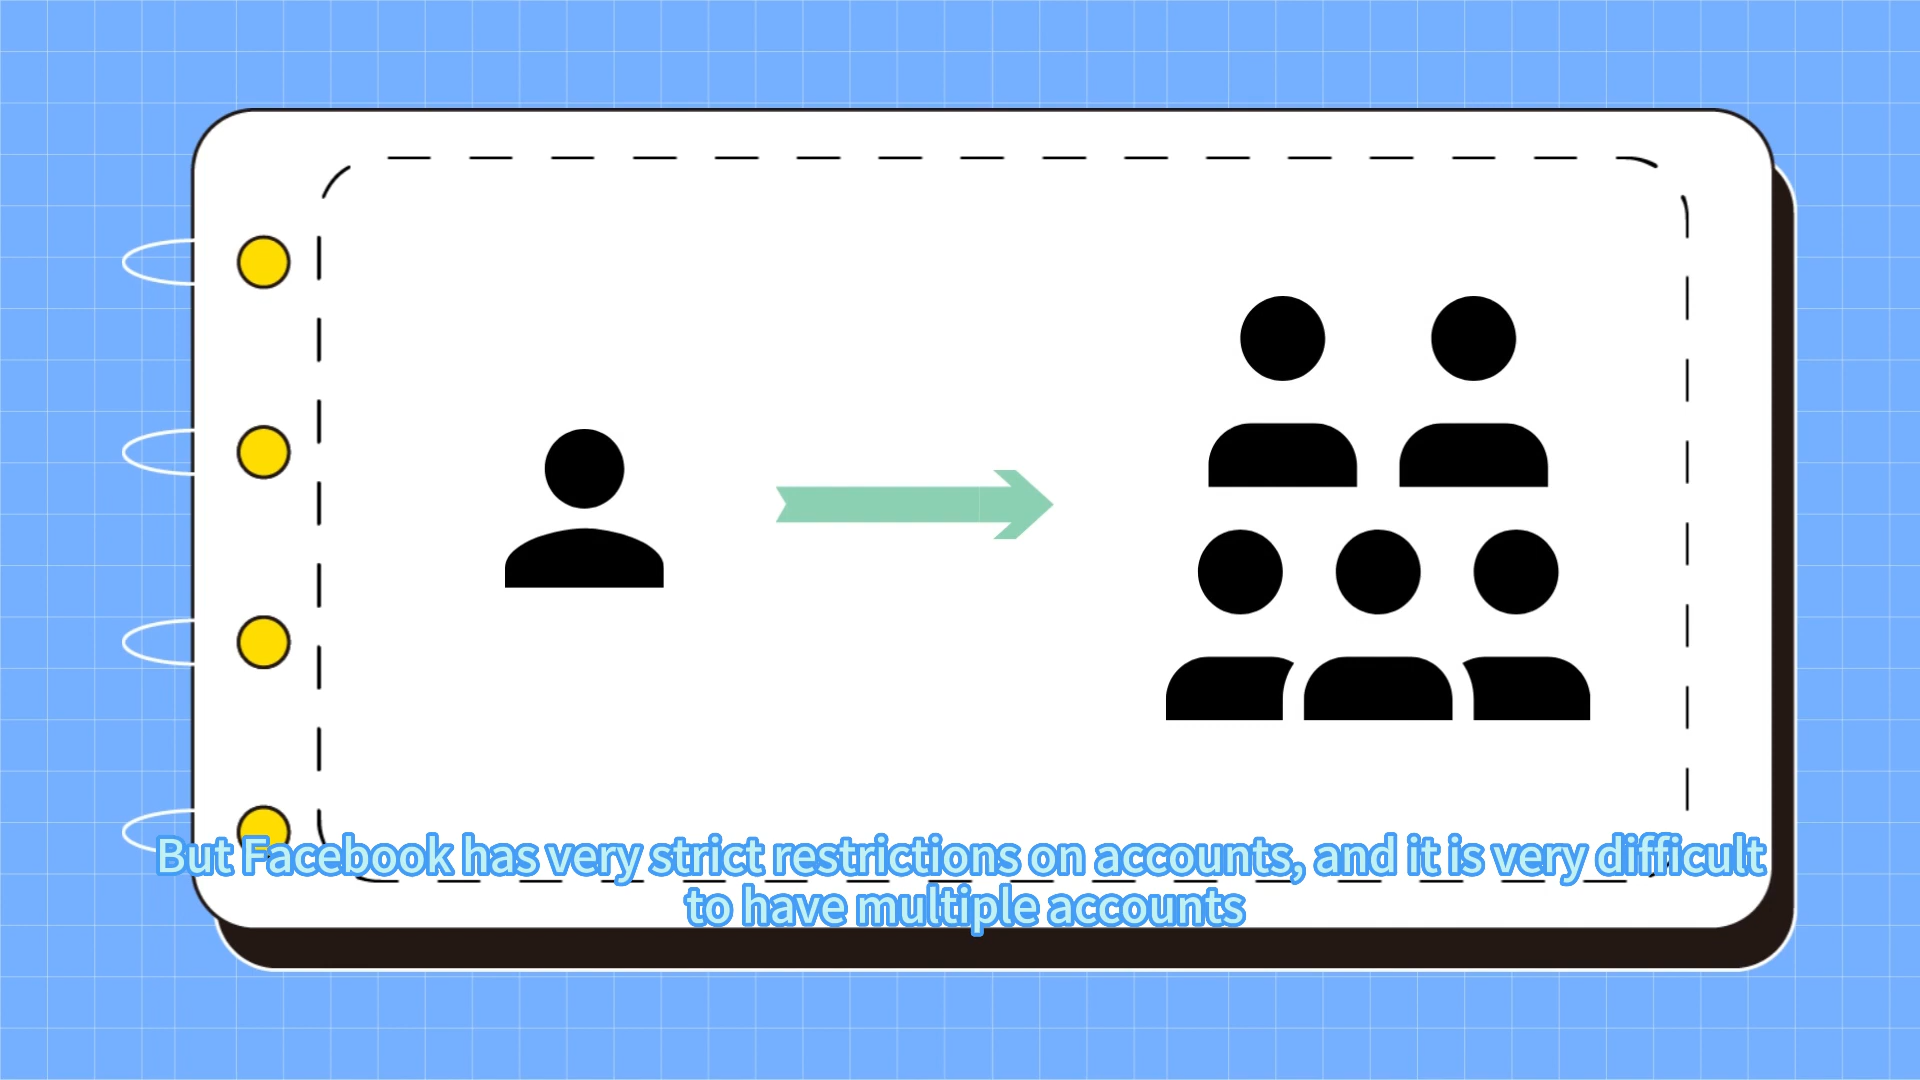 But Facebook has very strict restrictions on accounts, and it is very difficult
to have multiple accounts